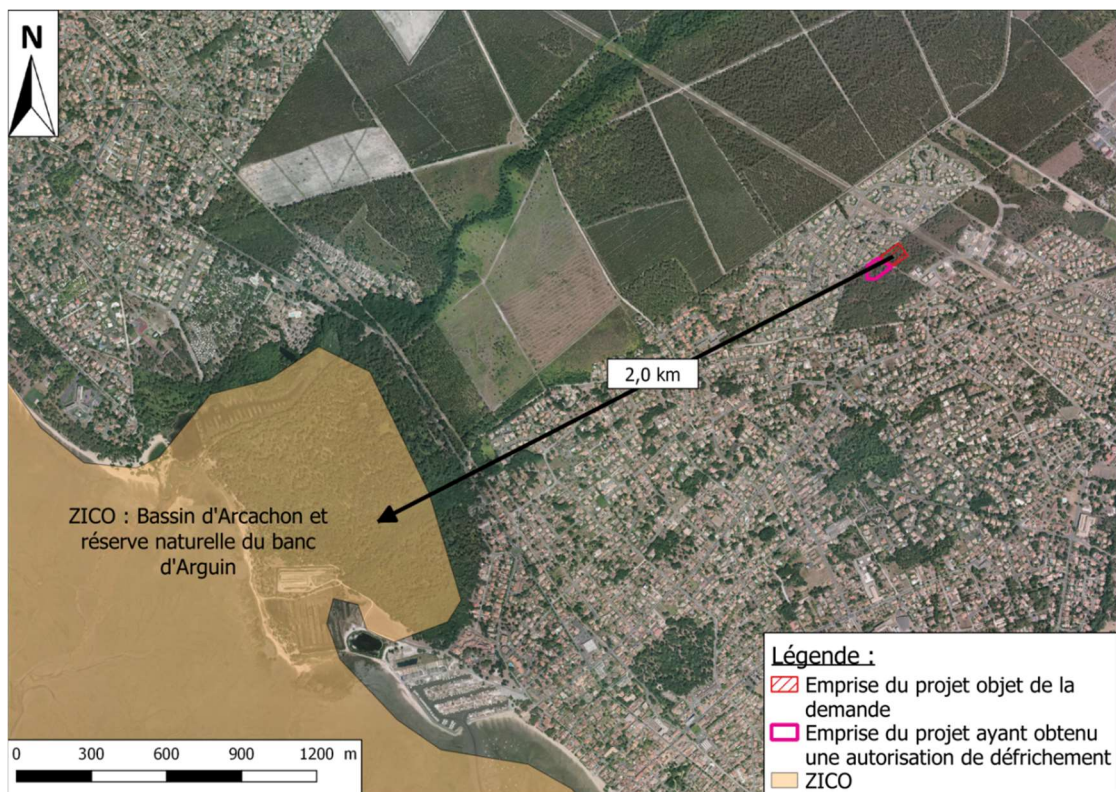 N
2,0 km
ZICO : Bassin d'Arcachon et
réserve naturelle du banc
d'Arguin
Légende :
Emprise du projet objet de la
demande
Emprise du projet ayant obtenu
une autorisation de défrichement
ZICO
0 300 600 900 1200 m